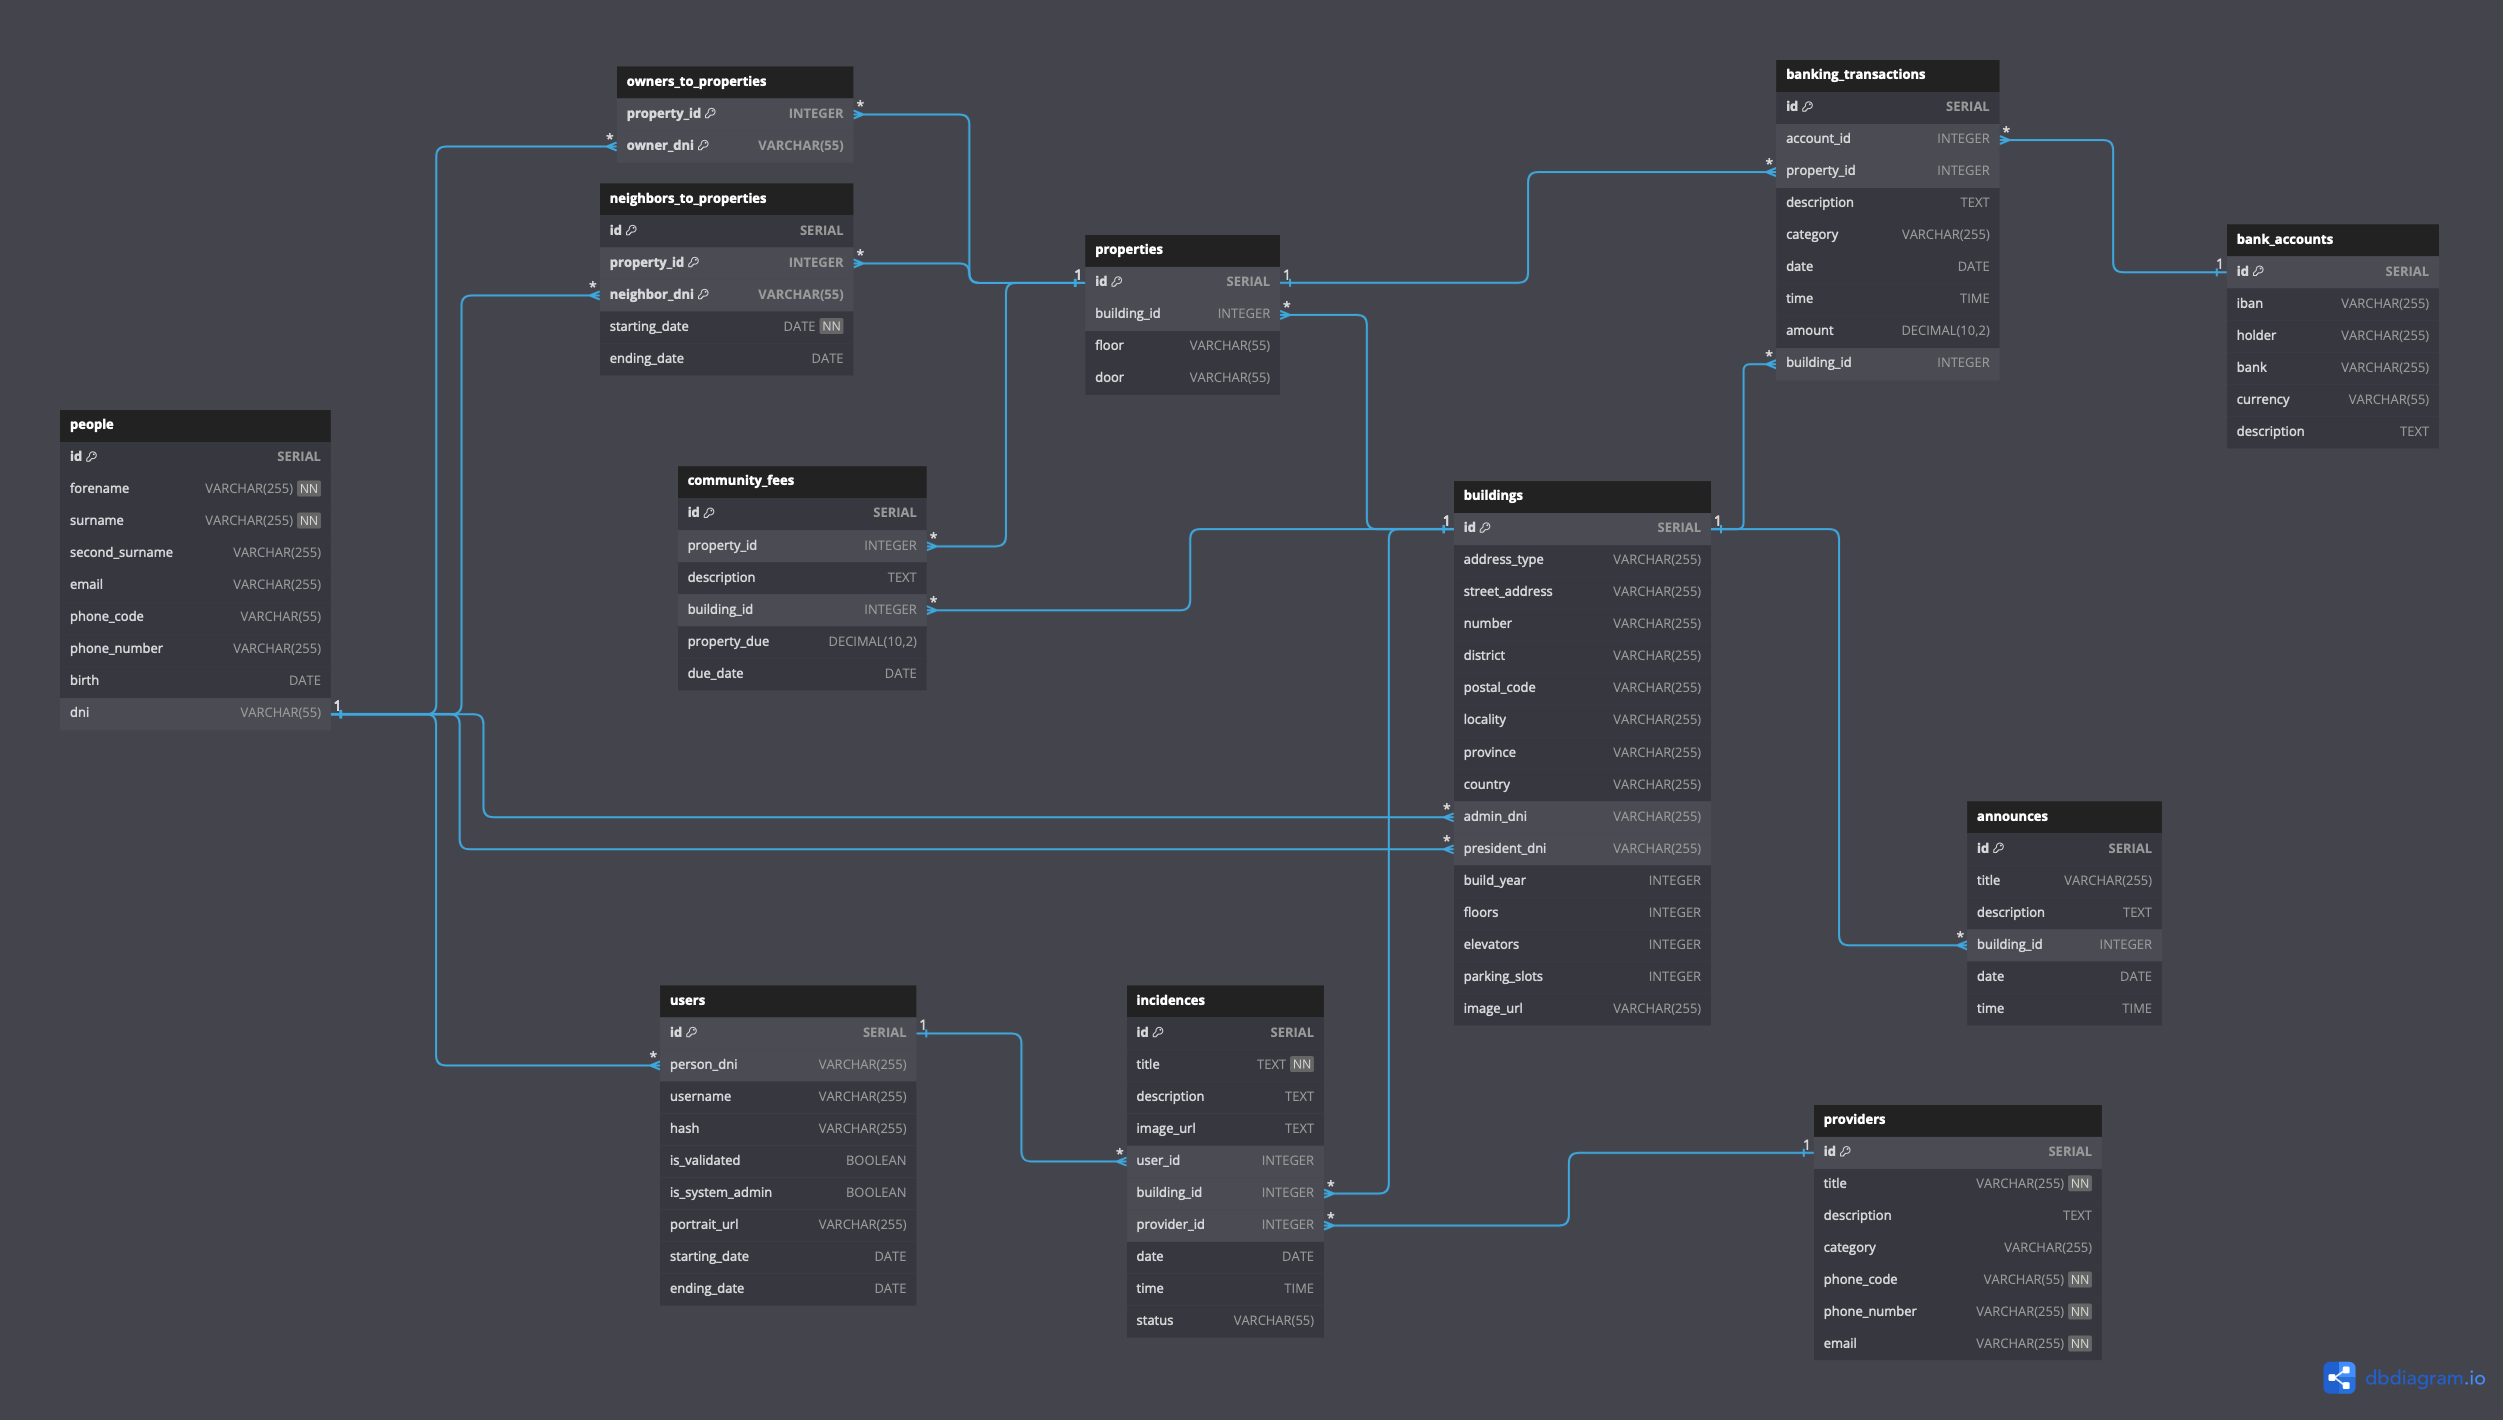 owners_to_properties
property_id INTEGER
owner_dni VARCHAR(55)
neighbors_to_properties
id SERIAL
property_id INTEGER
neighbor_dni VARCHAR(55)
starting_date DATE NN
ending_date DATE
people
id SERIAL
forename VARCHAR(255) NN
surname VARCHAR(255) NN
second_surname VARCHAR(255)
email VARCHAR(255)
phone_code VARCHAR(55)
phone_number VARCHAR(255)
birth DATE
dni VARCHAR(55)
1
*
*
*
*
community_fees
id SERIAL
property_id INTEGER
description TEXT
building_id INTEGER
property_due DECIMAL(10,2)
due_date DATE
*
*
properties
id SERIAL
building_id INTEGER
floor VARCHAR(55)
door VARCHAR(55)
1
1
*
banking_transactions
id SERIAL
account_id INTEGER
property_id INTEGER
description TEXT
category VARCHAR(255)
date DATE
time TIME
amount DECIMAL(10,2)
building_id INTEGER
*
*
*
bank_accounts
id SERIAL
iban VARCHAR(255)
holder VARCHAR(255)
bank VARCHAR(255)
currency VARCHAR(55)
description TEXT
1
buildings
id SERIAL
address_type VARCHAR(255)
street_address VARCHAR(255)
number VARCHAR(255)
district VARCHAR(255)
postal_code VARCHAR(255)
locality VARCHAR(255)
province VARCHAR(255)
country VARCHAR(255)
admin_dni VARCHAR(255)
president_dni VARCHAR(255)
build_year INTEGER
floors INTEGER
elevators INTEGER
parking_slots INTEGER
image_url VARCHAR(255)
1
1
*
*
announces
id SERIAL
title VARCHAR(255)
description TEXT
building_id INTEGER
date DATE
time TIME
*
users
id SERIAL
person_dni VARCHAR(255)
username VARCHAR(255)
hash VARCHAR(255)
is_validated BOOLEAN
is_system_admin BOOLEAN
portrait_url VARCHAR(255)
starting_date DATE
ending_date DATE
1
*
incidences
id SERIAL
title TEXT NN
description TEXT
image_url TEXT
user_id INTEGER
building_id INTEGER
provider_id INTEGER
date DATE
time TIME
status VARCHAR(55)
*
*
*
providers
id SERIAL
title VARCHAR(255) NN
description TEXT
category VARCHAR(255)
phone_code VARCHAR(55) NN
phone_number VARCHAR(255) NN
email VARCHAR(255) NN
1
dbdiagram.io